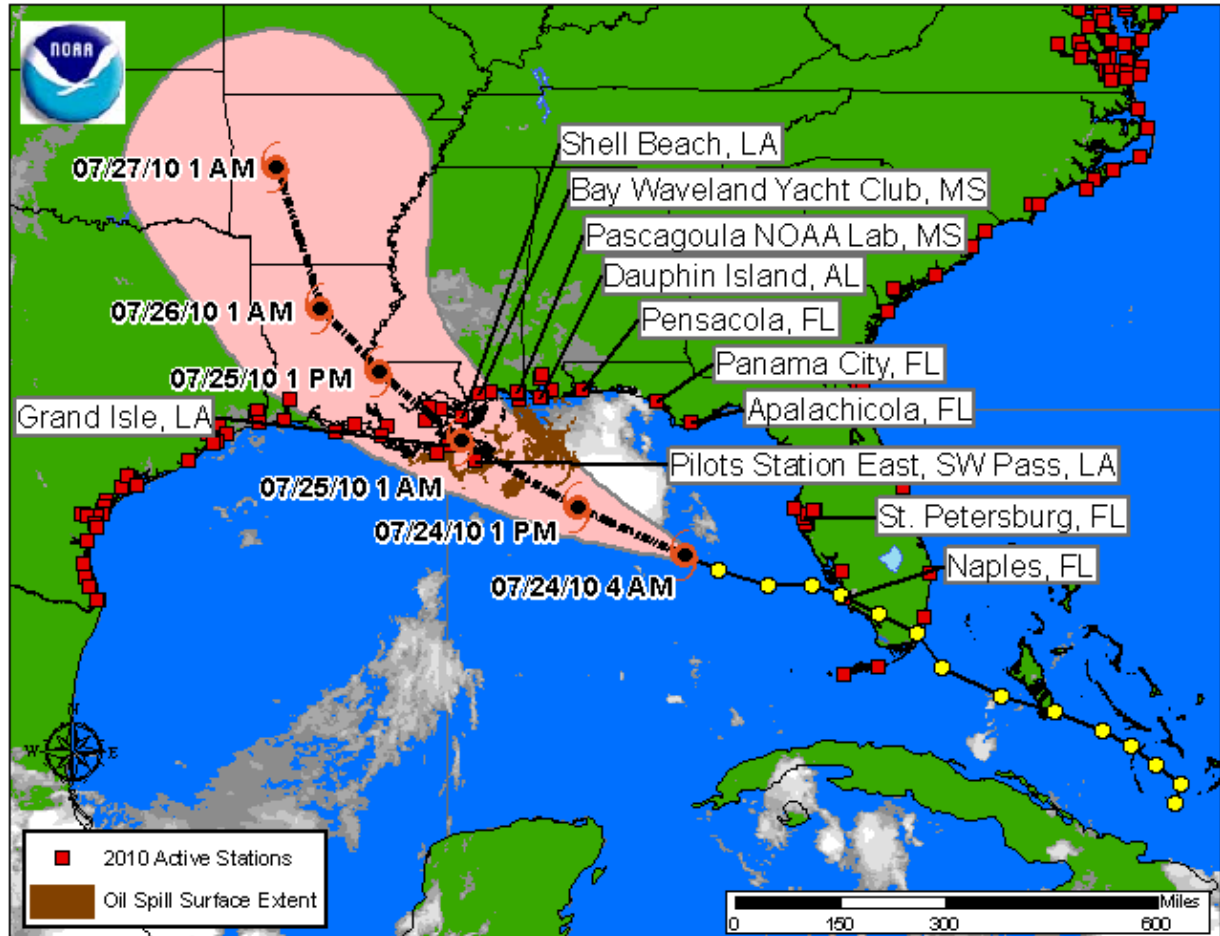 NOAA
Shell Beach, LA
07/27/10 1 AM
Bay Waveland Yacht Club, MS
Pascagoula NOAA Lab, MS
Dauphin Island, AL
07/26/10 1 AM
Pensacola, FL
Panama City, FL
07/25/10 1 PM
Grand Isle, LA
Apalachicola, FL
Pilots Station East, SW Pass, LA
07/25/10 1 AM
St. Petersburg, FL
07/24/10 1 PM
Naples, FL
07/24/10 4 AM
N
W E
S
2010 Active Stations
Oil Spill Surface Extent
Miles
0 150 300 600